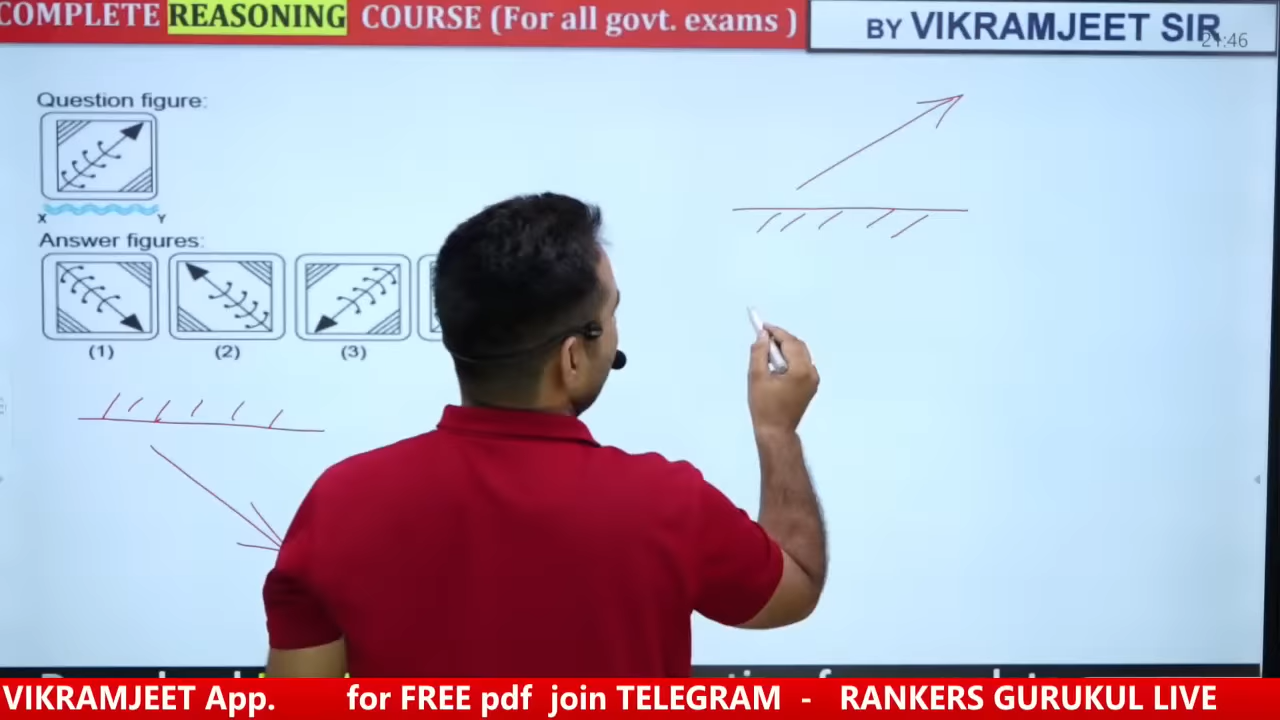 COMPLETE REASONING COURSE (For all govt. exams )
BY VIKRAMJEET SIR
21:46
Question figure:
X Y
Answer figures:
(1) (2) (3)
VIKRAMJEET App. for FREE pdf join TELEGRAM - RANKERS GURUKUL LIVE